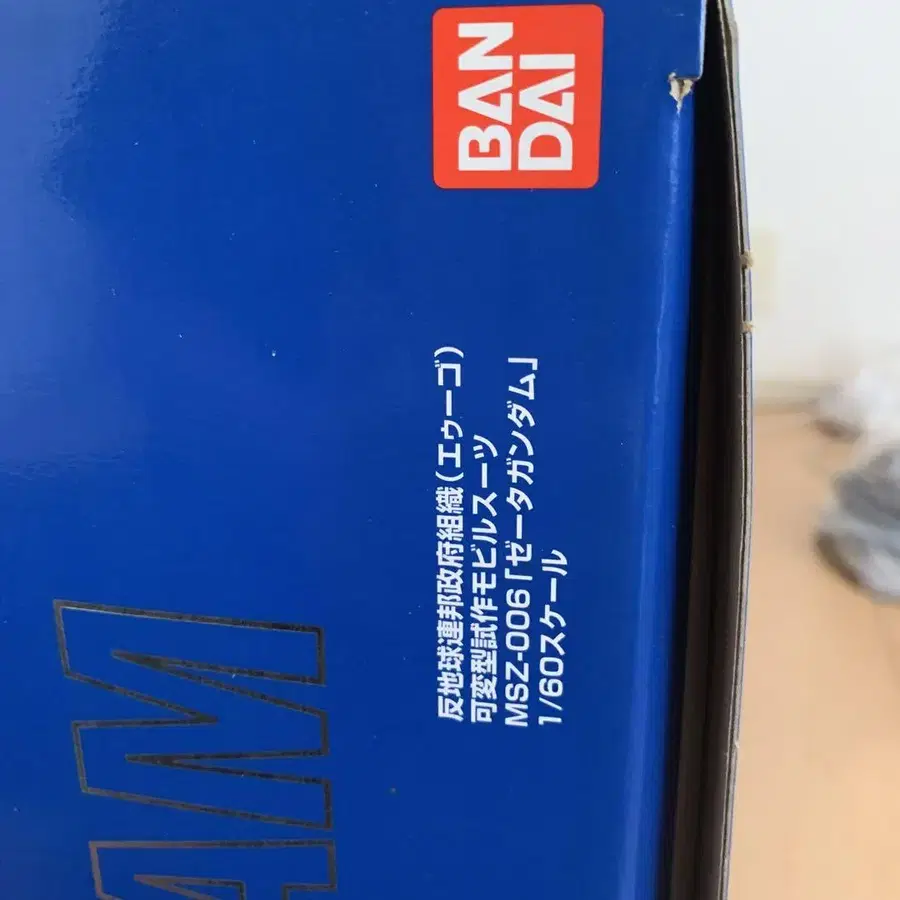 BAN
DAI
反地球連邦政府組織(エゥーゴ)
可変型試作モビルスーツ
MSZ-006「ゼータガンダム」
1/60スケール
AM